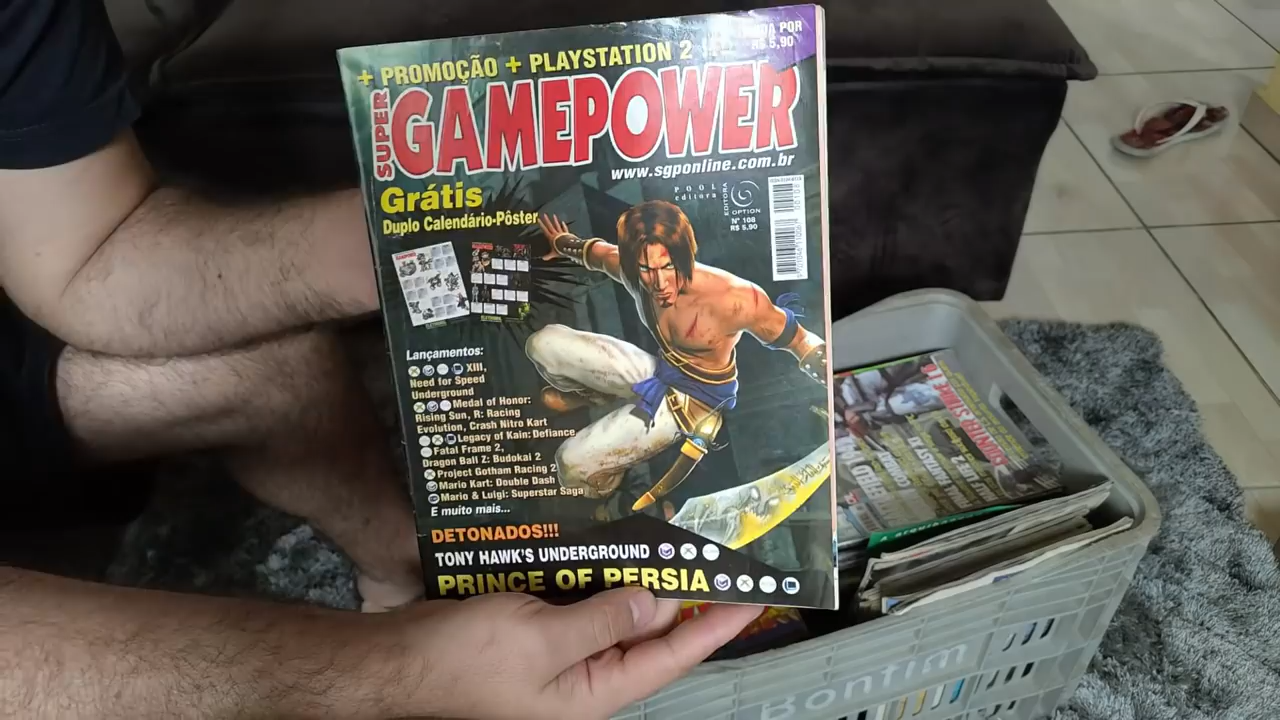 + PROMOÇÃO + PLAYSTATION 2
POR
R$ 5,90
SUPER
GAMEPOWER
www.sgponline.com.br
Grátis
Duplo Calendário-Pôster
POOL
editora
EDITORA
OPTION
Nº 108
R$ 5,90
Lançamentos:
XIII,
Need for Speed
Underground
Medal of Honor:
Rising Sun, R: Racing
Evolution, Crash Nitro Kart
Legacy of Kain: Defiance
Fatal Frame 2,
Dragon Ball Z: Budokai 2
Project Gotham Racing 2
Mario Kart: Double Dash
Mario & Luigi: Superstar Saga
E muito mais...
DETONADOS!!!
TONY HAWK'S UNDERGROUND
PRINCE OF PERSIA
Bonfim